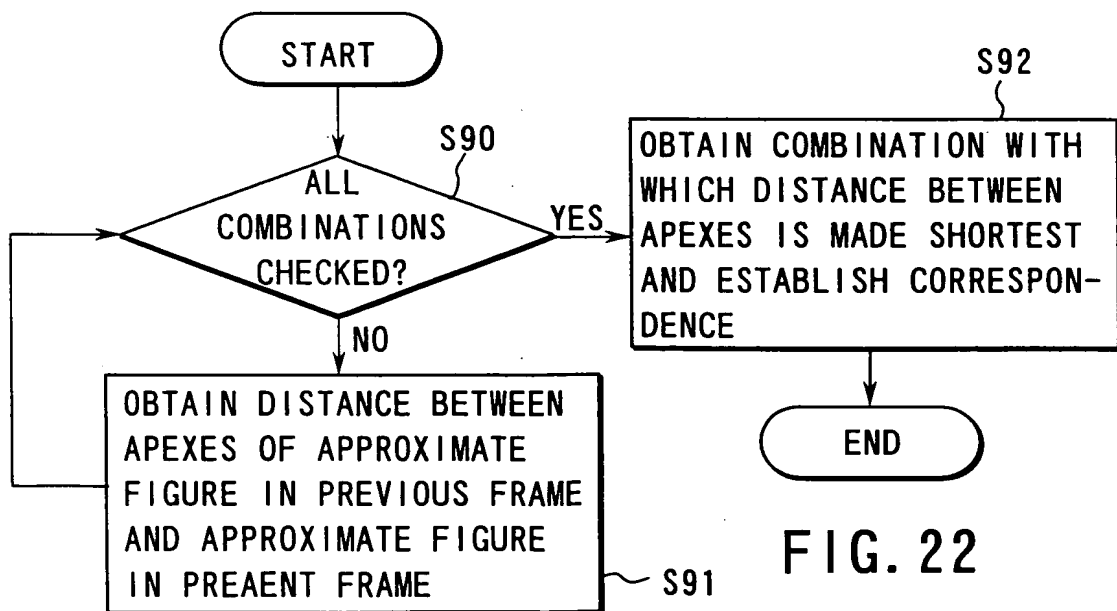 START
S90
ALL
COMBINATIONS
CHECKED?
YES
NO
S92
OBTAIN COMBINATION WITH
WHICH DISTANCE BETWEEN
APEXES IS MADE SHORTEST
AND ESTABLISH CORRESPON-
DENCE
END
OBTAIN DISTANCE BETWEEN
APEXES OF APPROXIMATE
FIGURE IN PREVIOUS FRAME
AND APPROXIMATE FIGURE
IN PREAENT FRAME
S91
FIG. 22